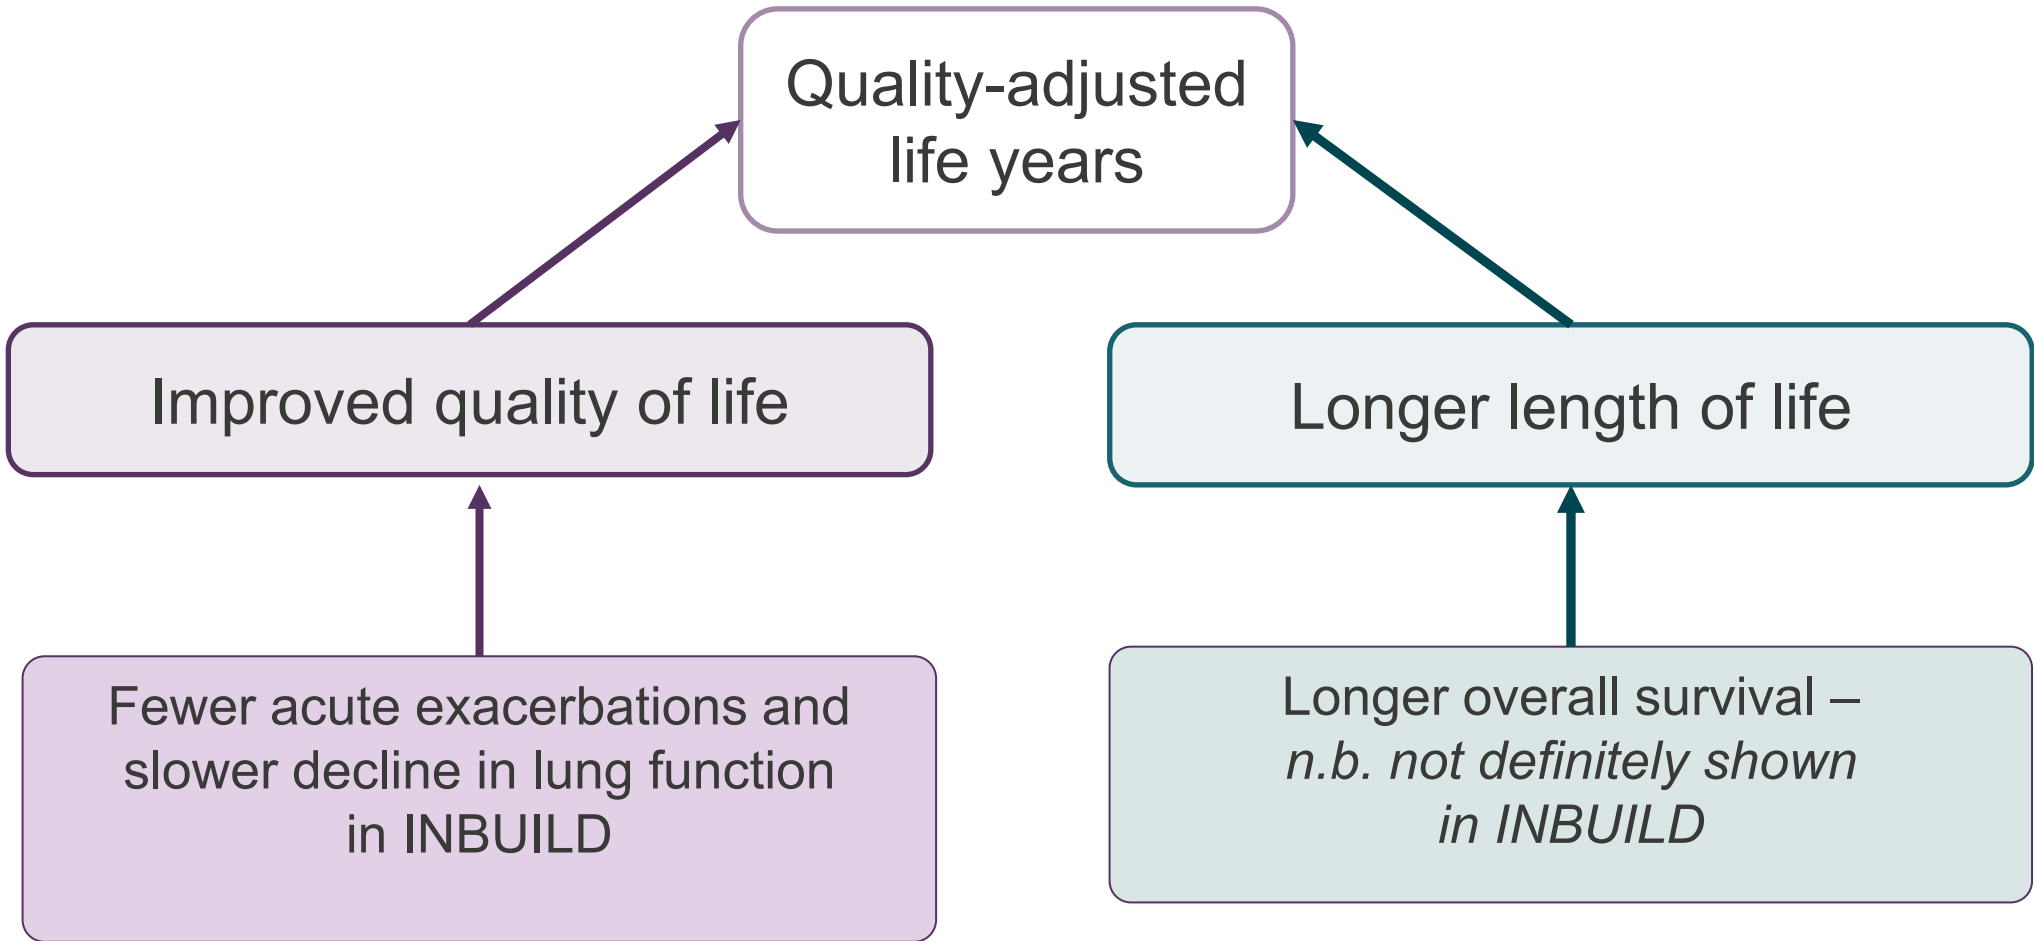 Quality-adjusted
life years
Improved quality of life
Longer length of life
Fewer acute exacerbations and
slower decline in lung function
in INBUILD
Longer overall survival –
n.b. not definitely shown
in INBUILD